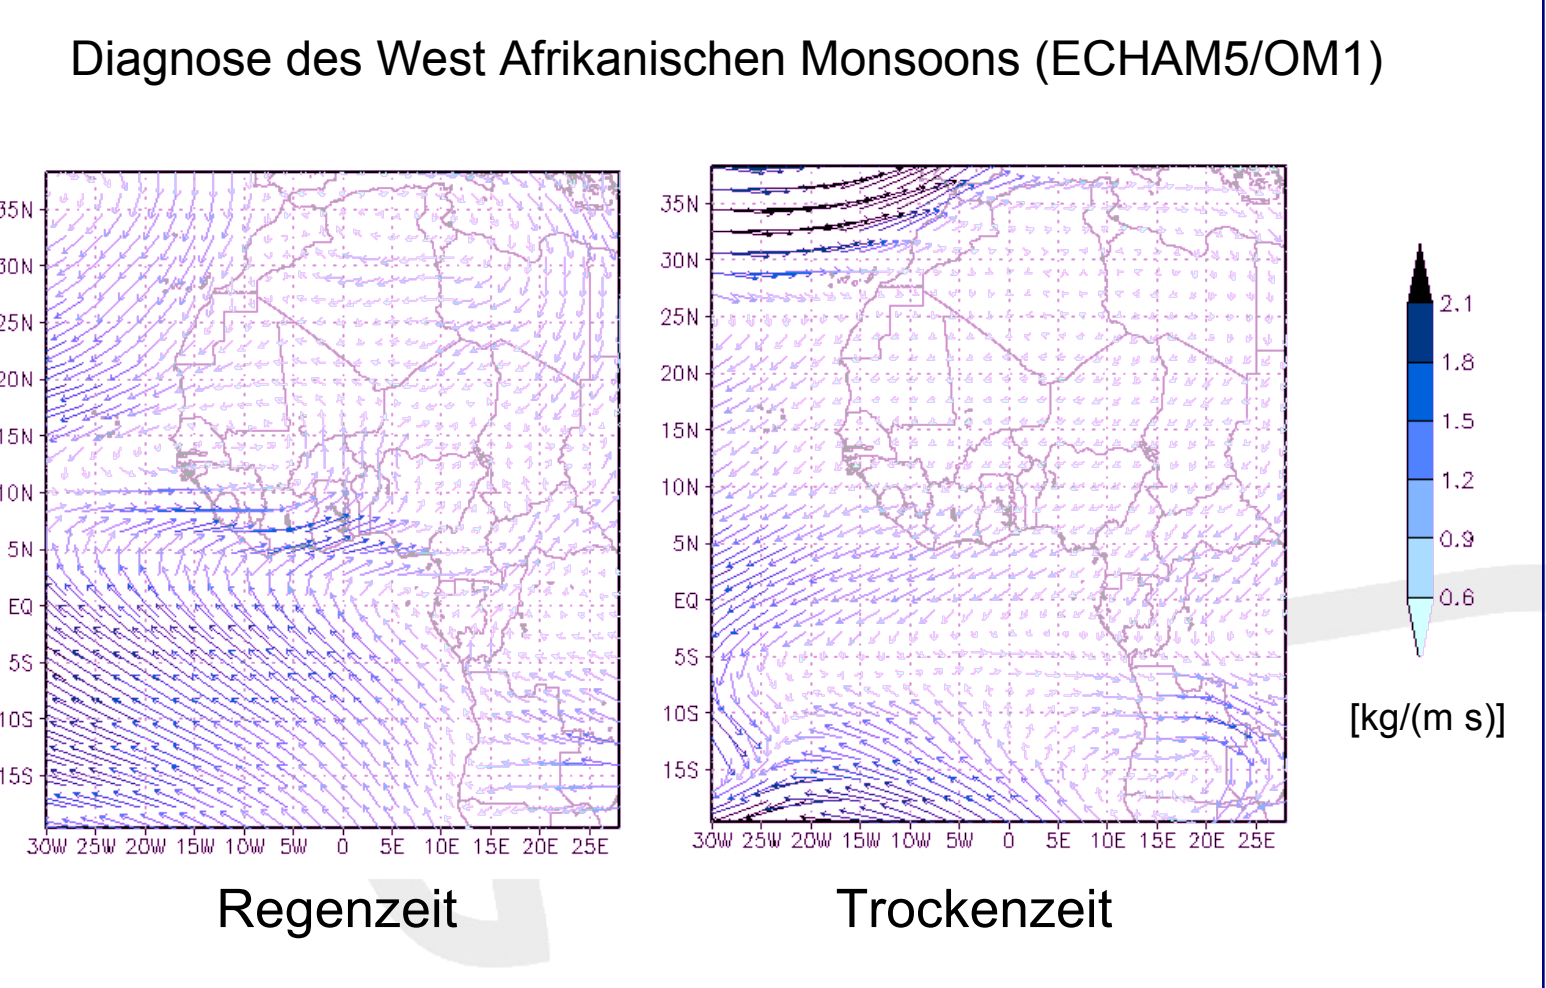 Diagnose des West Afrikanischen Monsoons (ECHAM5/OM1)
35N
30N
25N
20N
15N
10N
5N
EQ
5S
10S
15S
30W 25W 20W 15W 10W 5W 0 5E 10E 15E 20E 25E
35N
30N
25N
20N
15N
10N
5N
EQ
5S
10S
15S
30W 25W 20W 15W 10W 5W 0 5E 10E 15E 20E 25E
2.1
1.8
1.5
1.2
0.9
0.6
[kg/(m s)]
Regenzeit
Trockenzeit